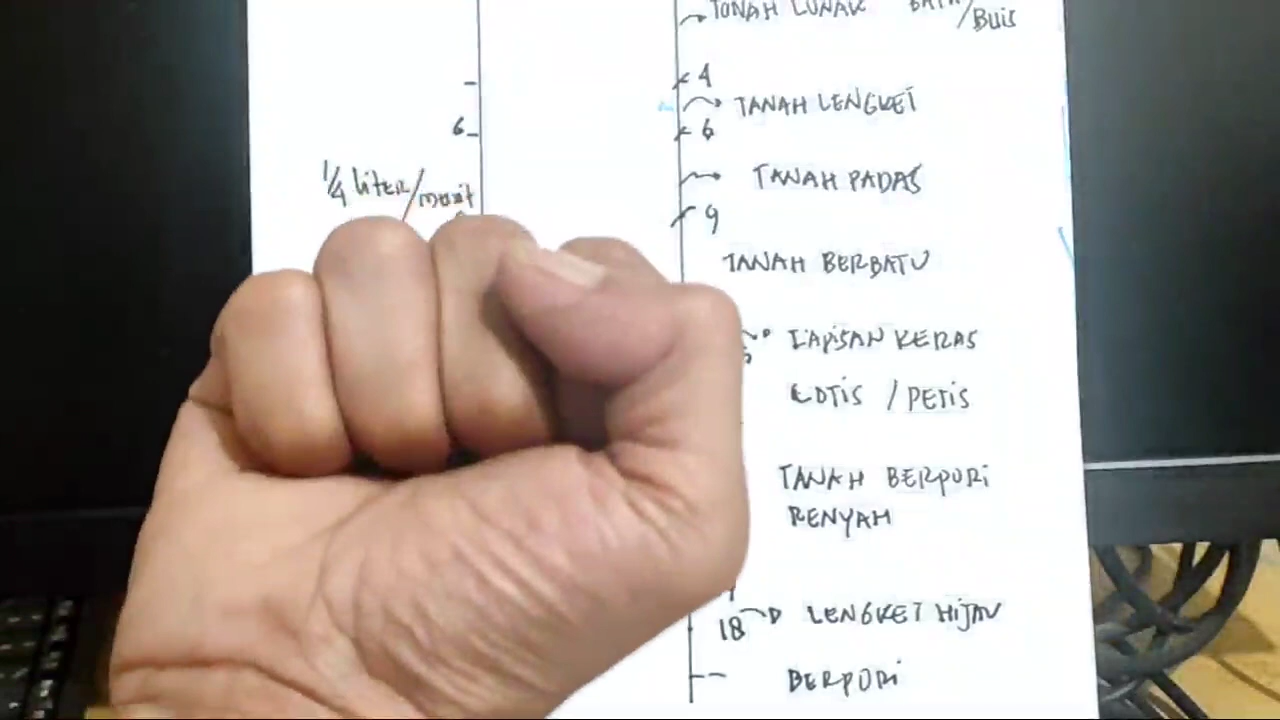 TANAH LUNAK /BUIS
4
TANAH LENGKET
6
6
1/4 LITER/MENIT
TANAH PADAS
9
TANAH BERBATU
LAPISAN KERAS
/PETIS
TANAH BERPORI
RENYAH
18 LENGKET HIJAU
BERPORI